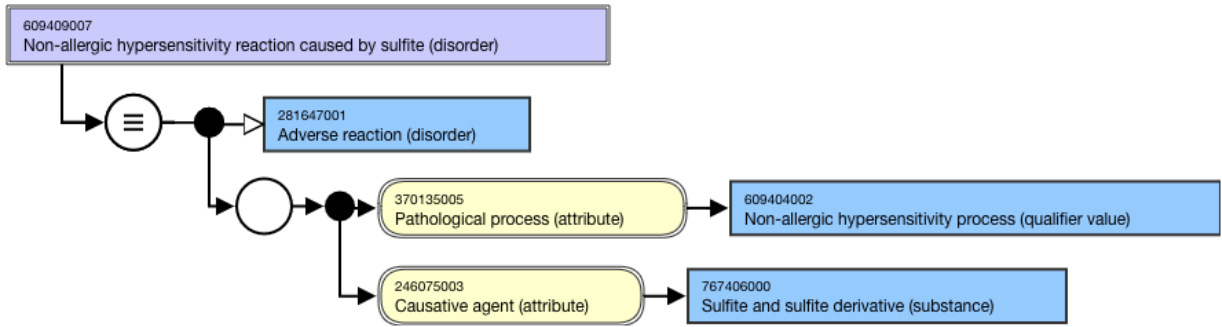 609409007
Non-allergic hypersensitivity reaction caused by sulfite (disorder)
281647001
Adverse reaction (disorder)
370135005
Pathological process (attribute)
609404002
Non-allergic hypersensitivity process (qualifier value)
246075003
Causative agent (attribute)
767406000
Sulfite and sulfite derivative (substance)